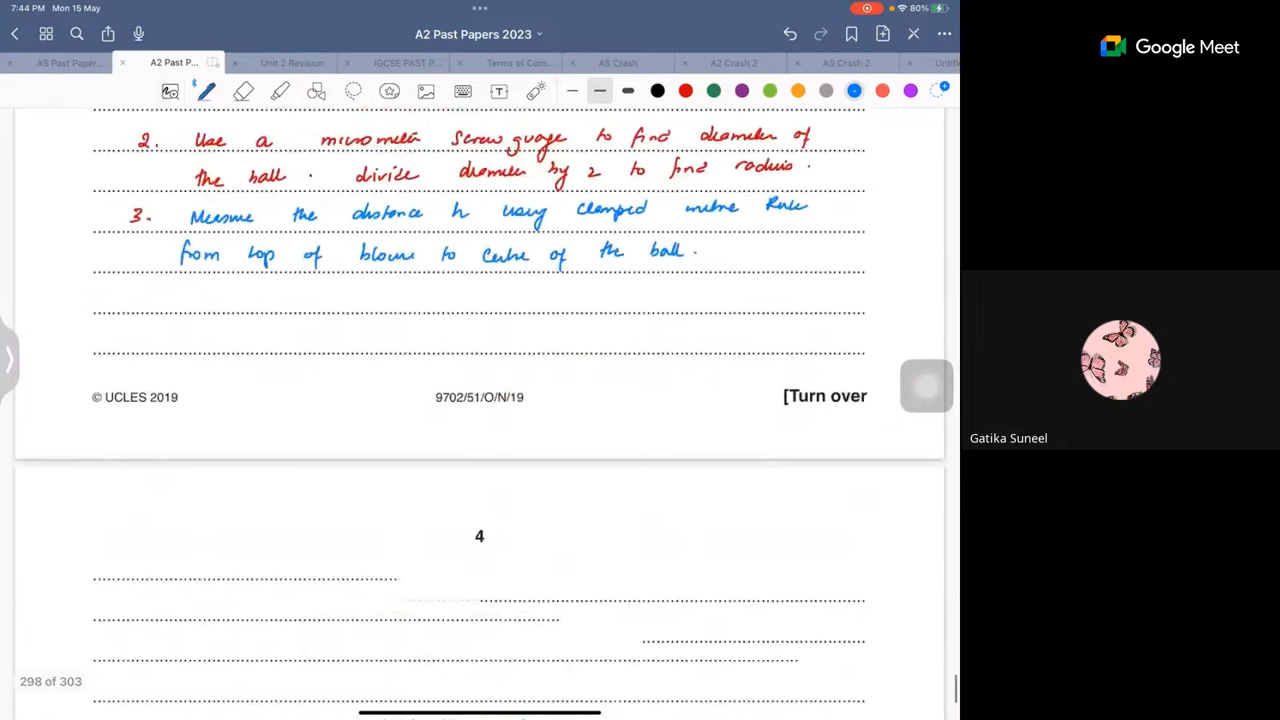 7:44 PM Mon 15 May
80%
A2 Past Papers 2023
AS Past Paper...
A2 Past P...
Unit 2 Revision
IGCSE PAST P...
Terms of Com...
AS Crash
A2 Crash 2
AS Crash 2
Untitl
Google Meet
2. Use a micrometer screw guage to find diameter of
the ball. divide diameter by 2 to find radius.
3. Measure the distance h using clamped metre Rule
from top of to centre of the ball.
© UCLES 2019
9702/51/O/N/19
[Turn over
Gatika Suneel
4
298 of 303